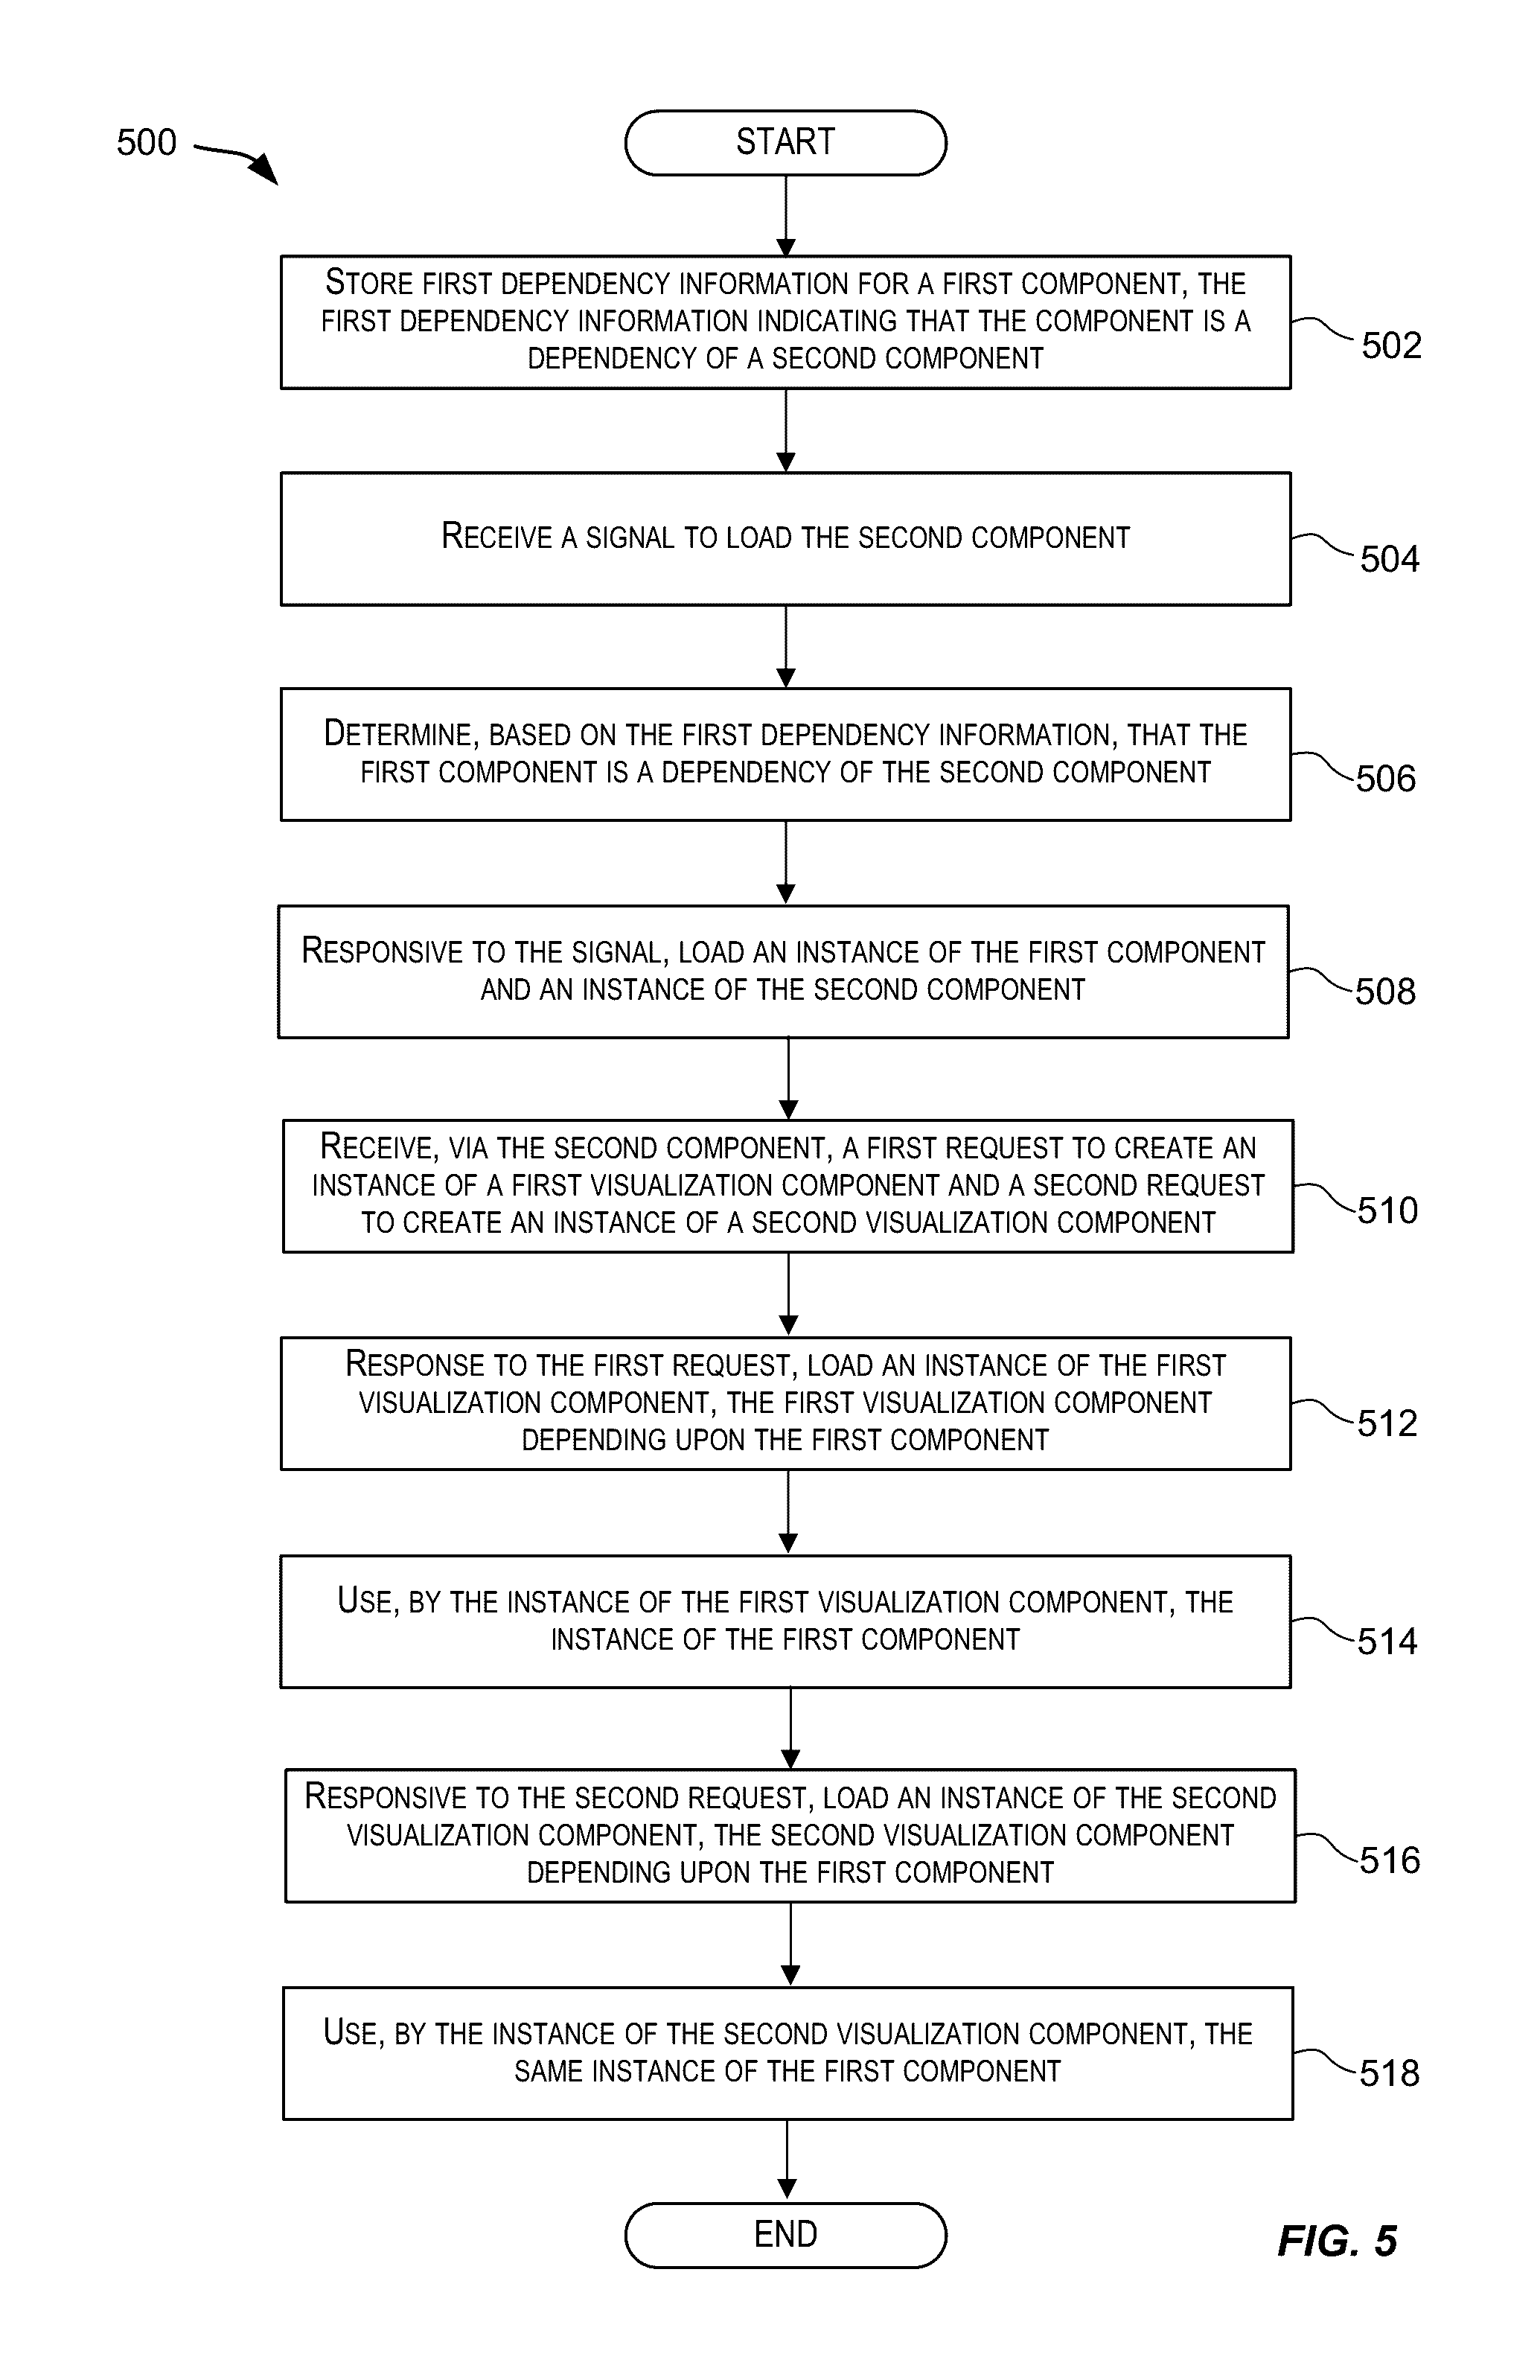 500
START
STORE FIRST DEPENDENCY INFORMATION FOR A FIRST COMPONENT, THE
FIRST DEPENDENCY INFORMATION INDICATING THAT THE COMPONENT IS A
DEPENDENCY OF A SECOND COMPONENT
502
RECEIVE A SIGNAL TO LOAD THE SECOND COMPONENT
504
DETERMINE, BASED ON THE FIRST DEPENDENCY INFORMATION, THAT THE
FIRST COMPONENT IS A DEPENDENCY OF THE SECOND COMPONENT
506
RESPONSIVE TO THE SIGNAL, LOAD AN INSTANCE OF THE FIRST COMPONENT
AND AN INSTANCE OF THE SECOND COMPONENT
508
RECEIVE, VIA THE SECOND COMPONENT, A FIRST REQUEST TO CREATE AN
INSTANCE OF A FIRST VISUALIZATION COMPONENT AND A SECOND REQUEST
TO CREATE AN INSTANCE OF A SECOND VISUALIZATION COMPONENT
510
RESPONSE TO THE FIRST REQUEST, LOAD AN INSTANCE OF THE FIRST
VISUALIZATION COMPONENT, THE FIRST VISUALIZATION COMPONENT
DEPENDING UPON THE FIRST COMPONENT
512
USE, BY THE INSTANCE OF THE FIRST VISUALIZATION COMPONENT, THE
INSTANCE OF THE FIRST COMPONENT
514
RESPONSIVE TO THE SECOND REQUEST, LOAD AN INSTANCE OF THE SECOND
VISUALIZATION COMPONENT, THE SECOND VISUALIZATION COMPONENT
DEPENDING UPON THE FIRST COMPONENT
516
USE, BY THE INSTANCE OF THE SECOND VISUALIZATION COMPONENT, THE
SAME INSTANCE OF THE FIRST COMPONENT
518
END
FIG. 5